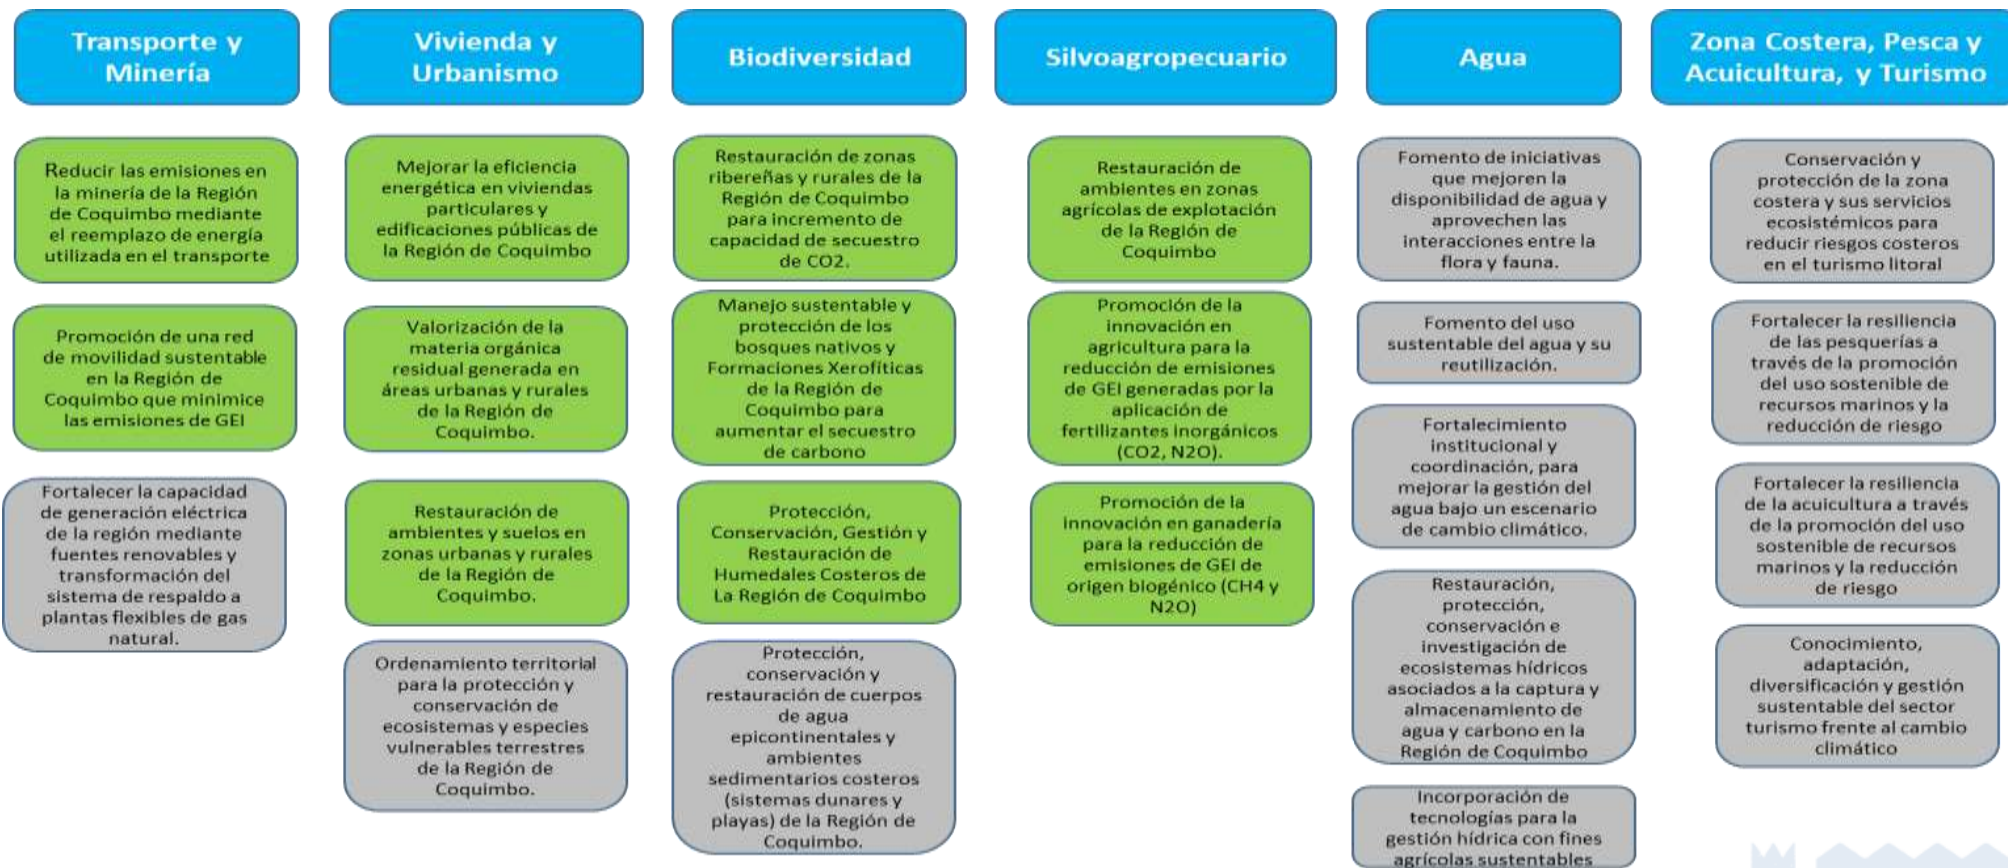 Transporte y
Minería
Reducir las emisiones en
la minería de la Región
de Coquimbo mediante
el reemplazo de energía
utilizada en el transporte
Promoción de una red
de movilidad sustentable
en la Región de
Coquimbo que minimice
las emisiones de GEI
Fortalecer la capacidad
de generación eléctrica
de la región mediante
fuentes renovables y
transformación del
sistema de respaldo a
plantas flexibles de gas
natural.
Vivienda y
Urbanismo
Mejorar la eficiencia
energética en viviendas
particulares y
edificaciones públicas de
la Región de Coquimbo
Valorización de la
materia orgánica
residual generada en
áreas urbanas y rurales
de la Región de
Coquimbo.
Restauración de
ambientes y suelos en
zonas urbanas y rurales
de la Región de
Coquimbo.
Ordenamiento territorial
para la protección y
conservación de
ecosistemas y especies
vulnerables terrestres
de la Región de
Coquimbo.
Biodiversidad
Restauración de zonas
ribereñas y rurales de la
Región de Coquimbo
para incremento de
capacidad de secuestro
de CO2.
Manejo sustentable y
protección de los
bosques nativos y
Formaciones Xerofíticas
de la Región de
Coquimbo para
aumentar el secuestro
de carbono
Protección,
Conservación, Gestión y
Restauración de
Humedales Costeros de
La Región de Coquimbo
Protección,
conservación y
restauración de cuerpos
de agua
epicontinentales y
ambientes
sedimentarios costeros
(sistemas dunares y
playas) de la Región de
Coquimbo.
Silvoagropecuario
Restauración de
ambientes en zonas
agrícolas de explotación
de la Región de
Coquimbo
Promoción de la
innovación en
agricultura para la
reducción de emisiones
de GEI generadas por la
aplicación de
fertilizantes inorgánicos
(CO2, N2O).
Promoción de la
innovación en ganadería
para la reducción de
emisiones de GEI de
origen biogénico (CH4 y
N2O)
Agua
Fomento de iniciativas
que mejoren la
disponibilidad de agua y
aprovechen las
interacciones entre la
flora y fauna.
Fomento del uso
sustentable del agua y su
reutilización.
Fortalecimiento
institucional y
coordinación, para
mejorar la gestión del
agua bajo un escenario
de cambio climático.
Restauración,
protección,
conservación e
investigación de
ecosistemas hídricos
asociados a la captura y
almacenamiento de
agua y carbono en la
Región de Coquimbo
Incorporación de
tecnologías para la
gestión hídrica con fines
agrícolas sustentables
Zona Costera, Pesca y
Acuicultura, y Turismo
Conservación y
protección de la zona
costera y sus servicios
ecosistémicos para
reducir riesgos costeros
en el turismo litoral
Fortalecer la resiliencia
de las pesquerías a
través de la promoción
del uso sostenible de
recursos marinos y la
reducción de riesgo
Fortalecer la resiliencia
de la acuicultura a través
de la promoción del uso
sostenible de recursos
marinos y la reducción
de riesgo
Conocimiento,
adaptación,
diversificación y gestión
sustentable del sector
turismo frente al cambio
climático